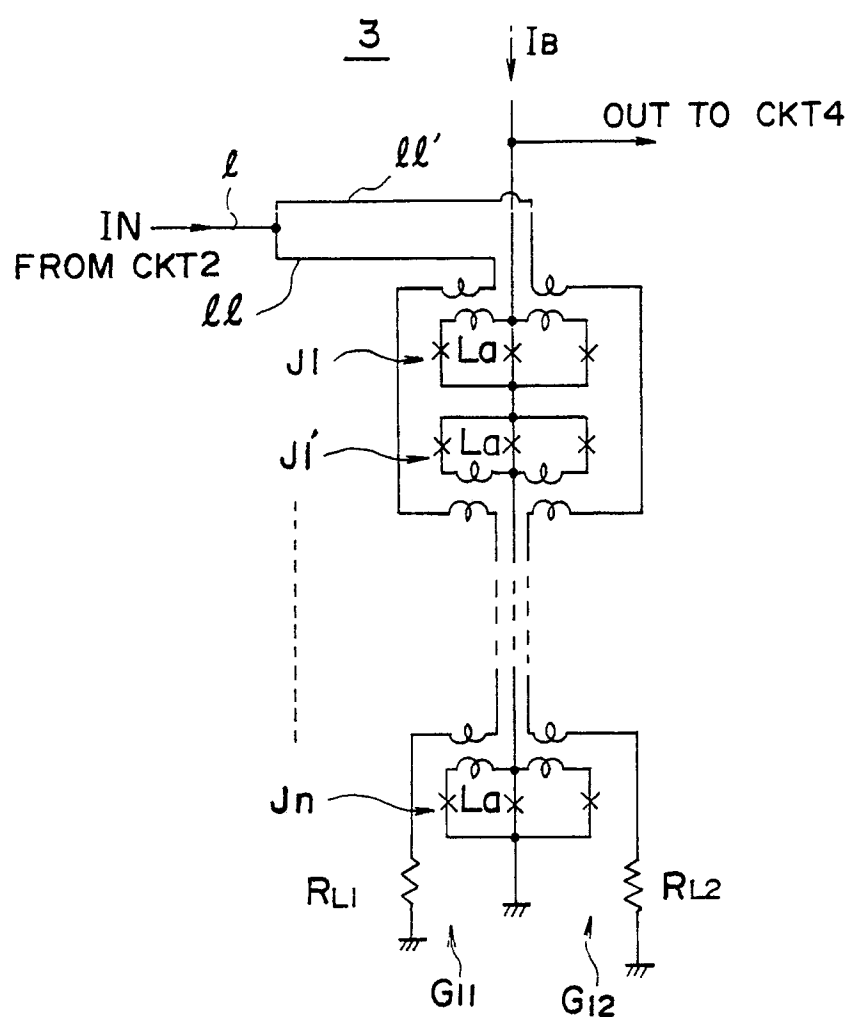 3
IB
OUT TO CKT4
ℓ
ℓℓ'
IN
FROM CKT2
ℓℓ
J1
La
J1'
La
Jn
La
RL1
RL2
G11
G12